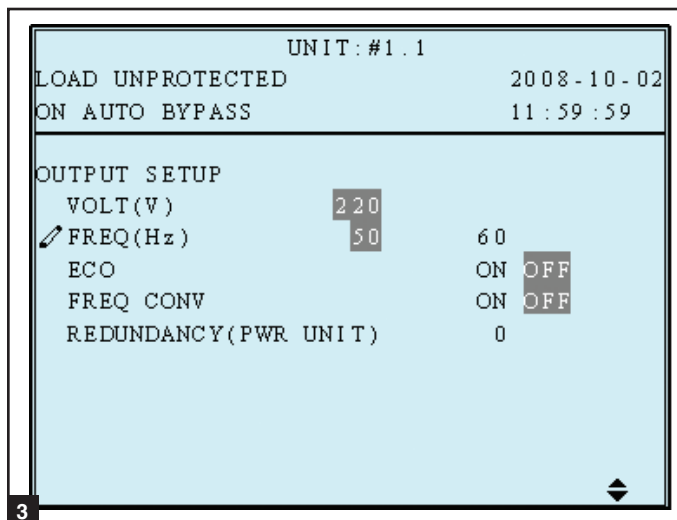 UNIT:#1.1
LOAD UNPROTECTED 2008-10-02
ON AUTO BYPASS 11:59:59
OUTPUT SETUP
VOLT(V) 220
FREQ(Hz) 50 60
ECO ON OFF
FREQ CONV ON OFF
REDUNDANCY(PWR UNIT) 0
3